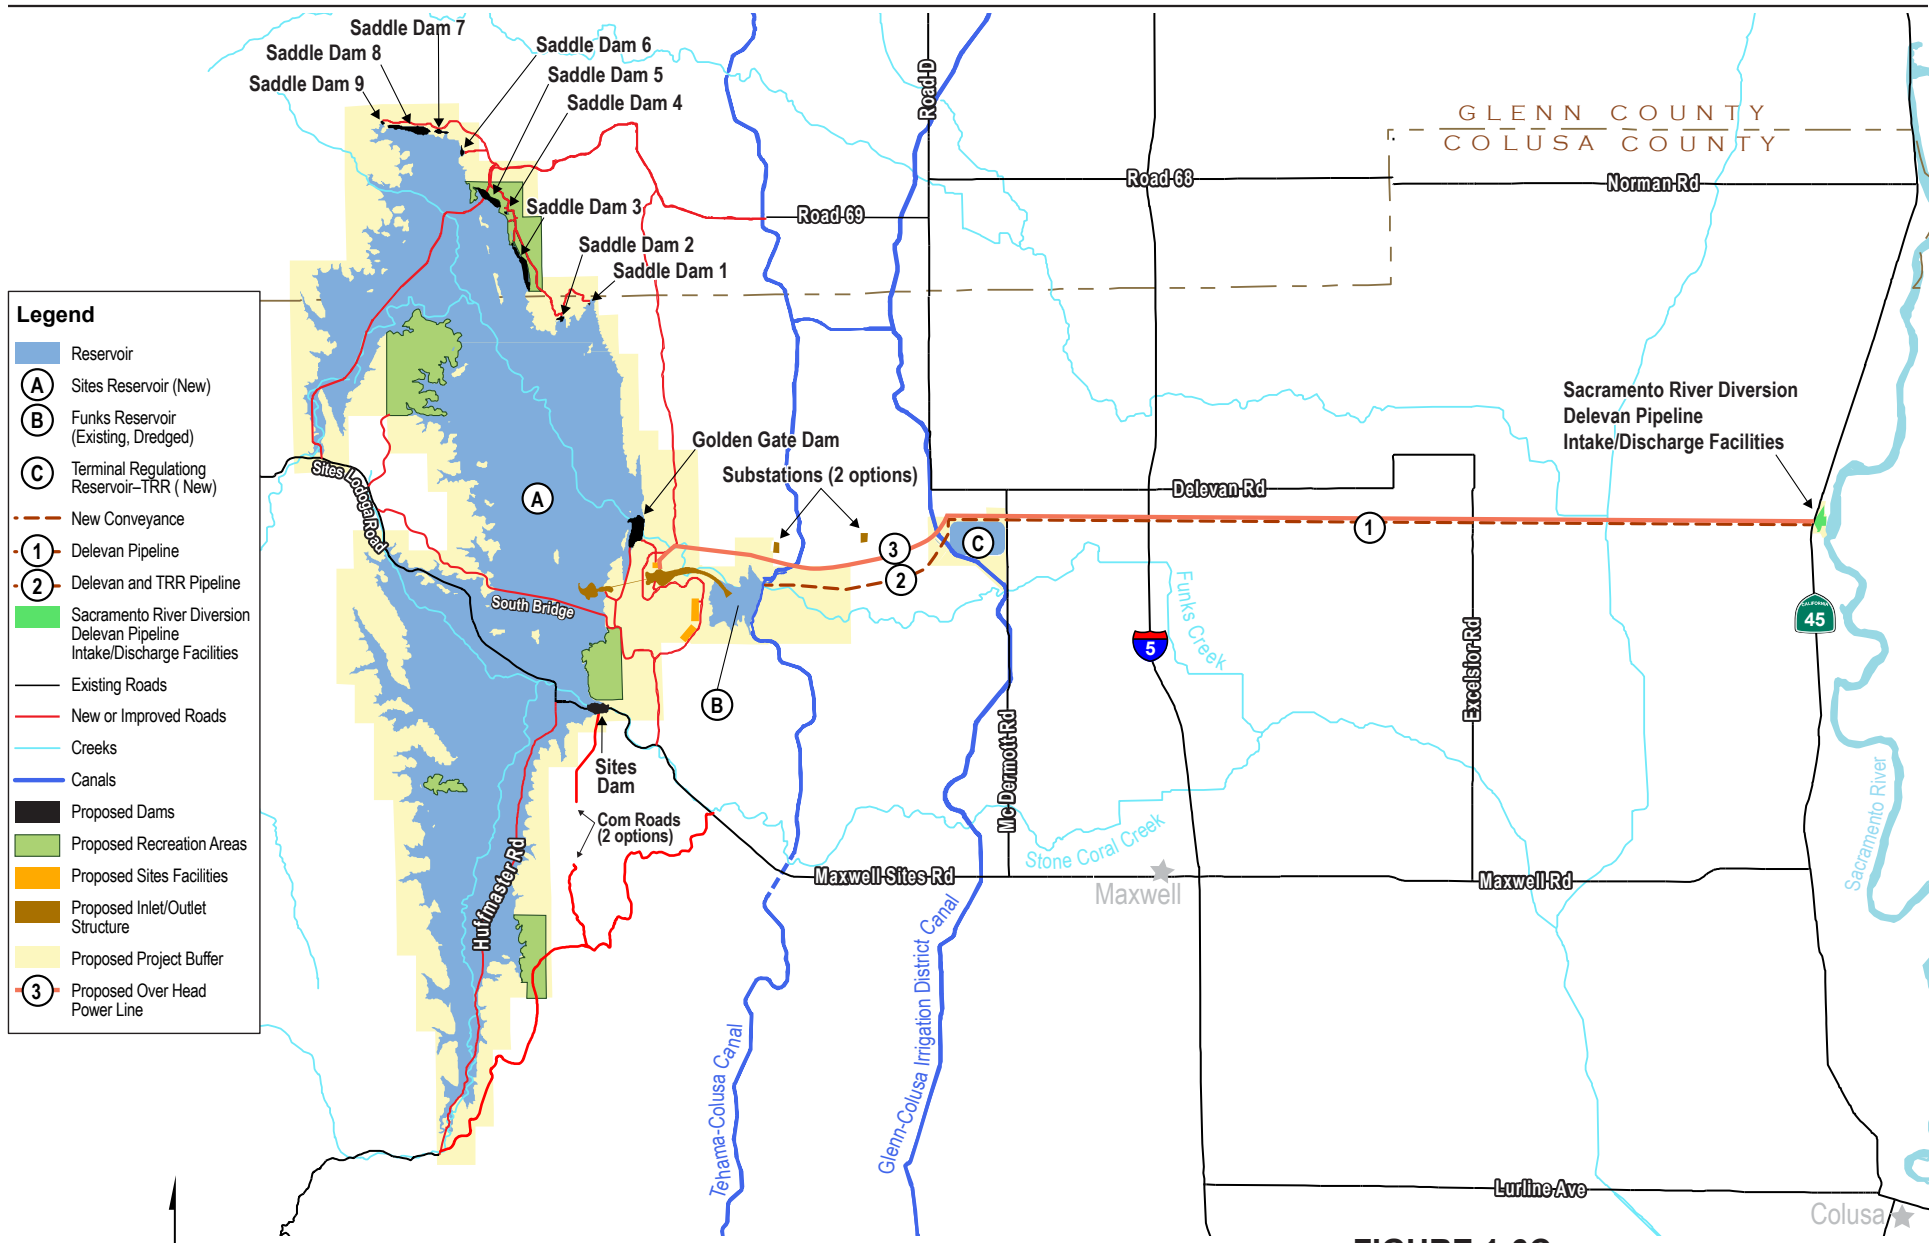 Saddle Dam 7
Saddle Dam 8
Saddle Dam 9
Saddle Dam 6
Saddle Dam 5
Saddle Dam 4
Saddle Dam 3
Saddle Dam 2
Saddle Dam 1
Road D
GLENN COUNTY
COLUSA COUNTY
Road 68
Norman Rd
Road 69
Legend
Reservoir
A Sites Reservoir (New)
B Funks Reservoir
(Existing, Dredged)
C Terminal Regulationg
Reservoir–TRR ( New)
New Conveyance
1 Delevan Pipeline
2 Delevan and TRR Pipeline
Sacramento River Diversion
Delevan Pipeline
Intake/Discharge Facilities
Existing Roads
New or Improved Roads
Creeks
Canals
Proposed Dams
Proposed Recreation Areas
Proposed Sites Facilities
Proposed Inlet/Outlet
Structure
Proposed Project Buffer
3 Proposed Over Head
Power Line
Sacramento River Diversion
Delevan Pipeline
Intake/Discharge Facilities
Golden Gate Dam
Substations (2 options)
Sites Lodoga Road
Delevan Rd
A
1
3
C
2
South Bridge
Funks Creek
CALIFORNIA
45
5
Excelsior Rd
B
Mc Dermott Rd
Sites
Dam
Com Roads
(2 options)
Stone Coral Creek
Sacramento River
Huffmaster Rd
Maxwell Sites Rd
Maxwell
Maxwell Rd
Glenn-Colusa Irrigation District Canal
Tehama-Colusa Canal
Lurline Ave
Colusa